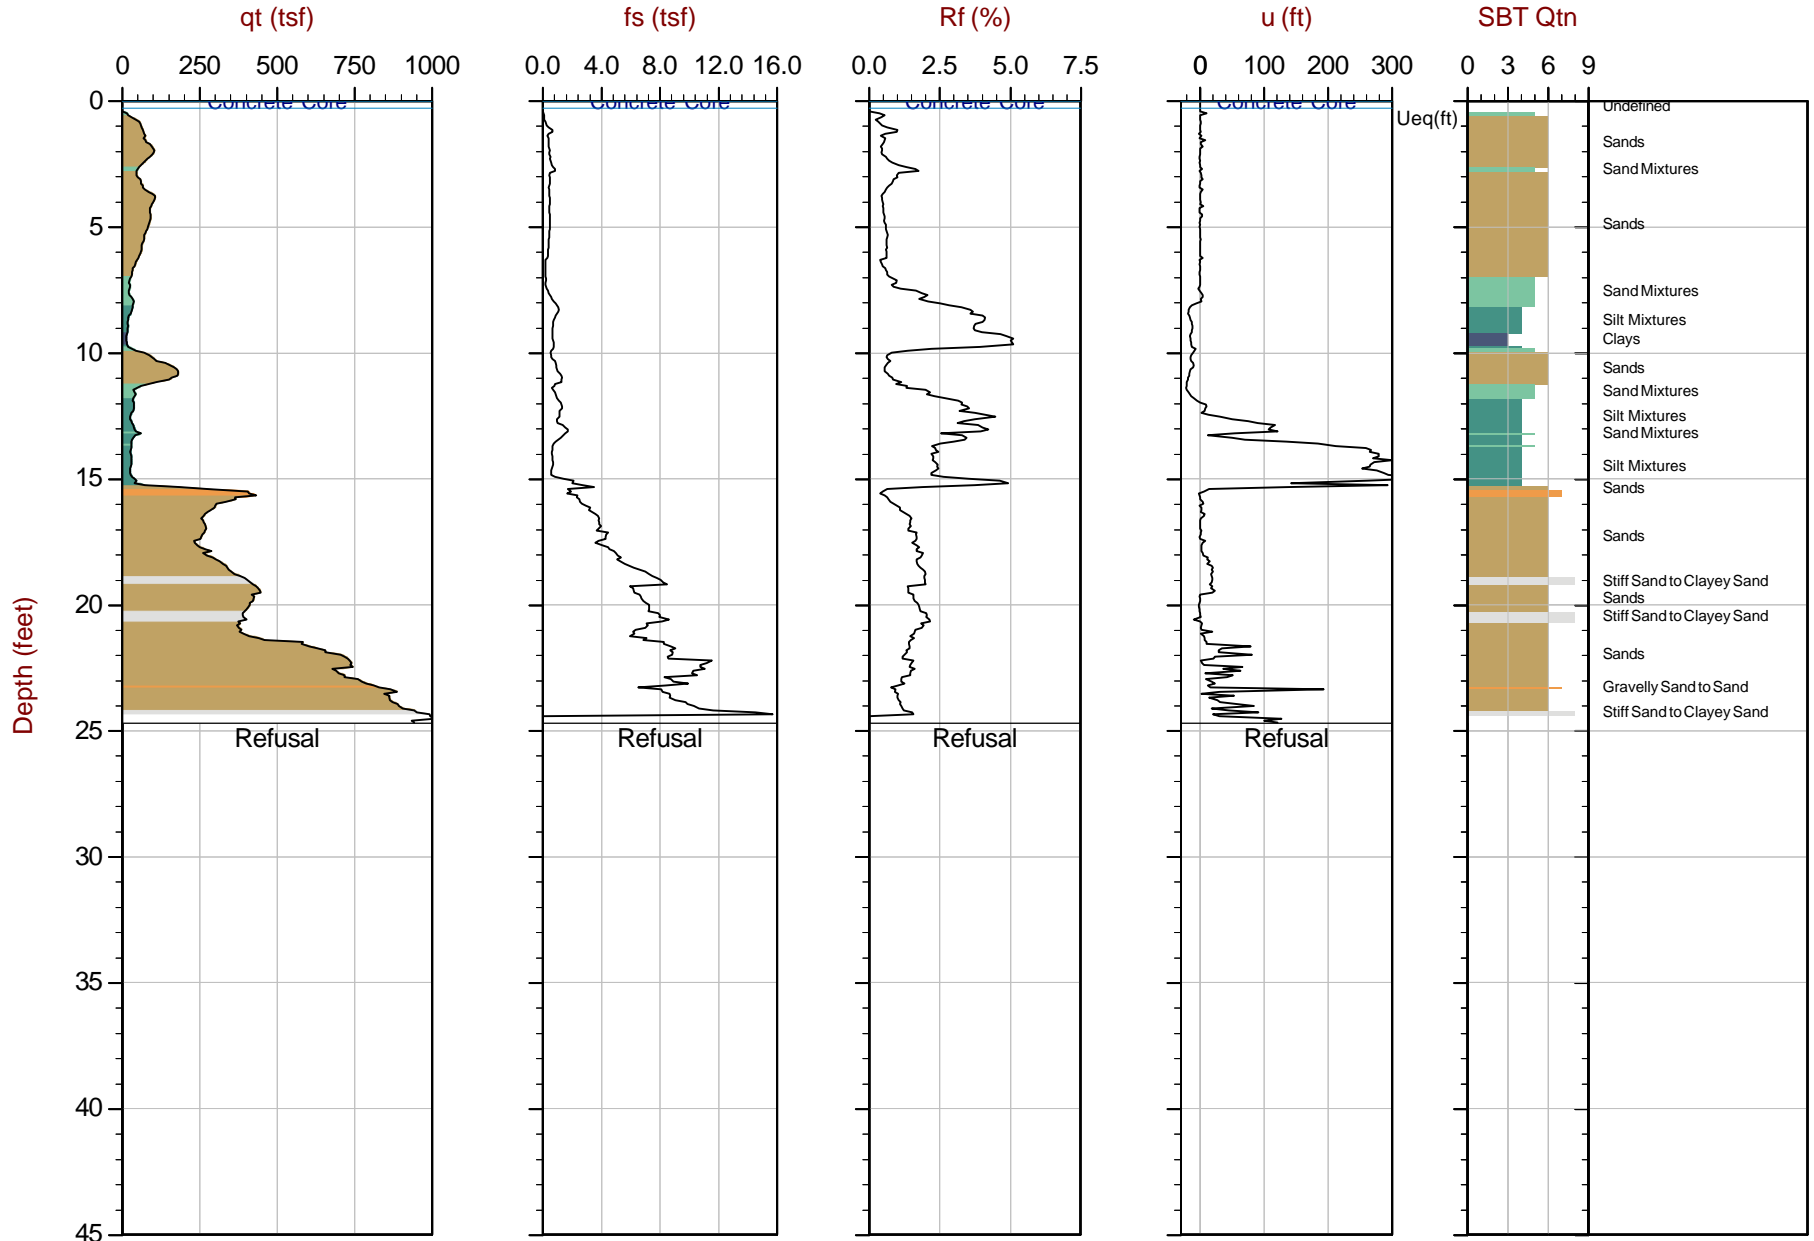 qt (tsf) fs (tsf) Rf (%) u (ft) SBT Qtn
0 250 500 750 1000 0.0 4.0 8.0 12.0 16.0 0.0 2.5 5.0 7.5 0 100 200 300 0 3 6 9
0
Concrete Core Concrete Core Concrete Core Concrete Core
Undefined
Ueq(ft)
Sands
Sand Mixtures
Sands
5
Sand Mixtures
Silt Mixtures
Clays
10
Sands
Sand Mixtures
Silt Mixtures
Sand Mixtures
Silt Mixtures
15
Sands
Sands
Stiff Sand to Clayey Sand
Sands
20
Stiff Sand to Clayey Sand
Sands
Gravelly Sand to Sand
Stiff Sand to Clayey Sand
25
Refusal Refusal Refusal Refusal
30
35
40
45
Depth (feet)